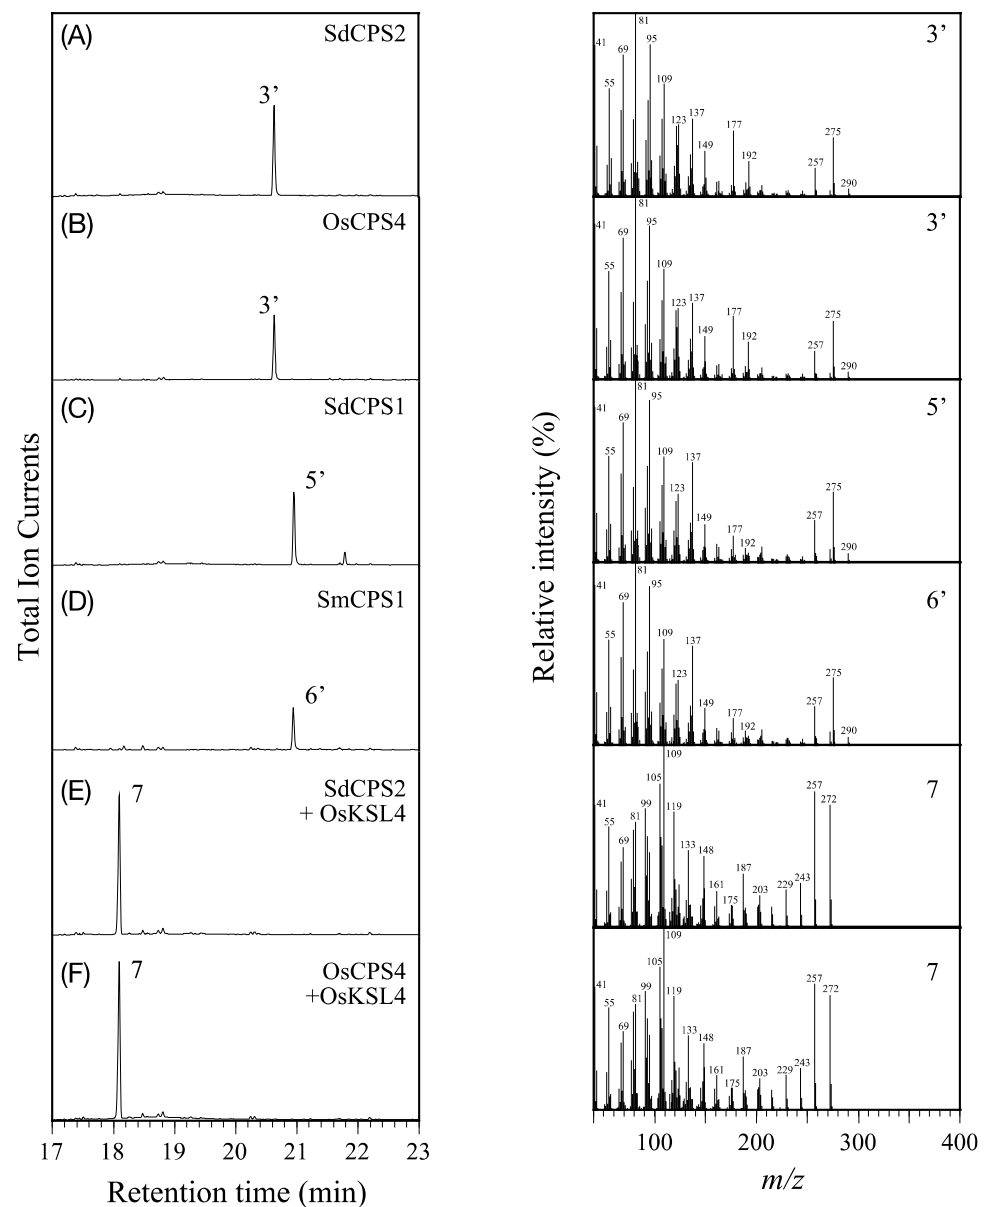 (A) SdCPS2
3’
(B) OsCPS4
3’
(C) SdCPS1
5’
(D) SmCPS1
6’
(E) SdCPS2
+ OsKSL4
7
(F) OsCPS4
+OsKSL4
7
Total Ion Currents
17 18 19 20 21 22 23
Retention time (min)
3’
41 55 69 81 95 109 123 137 149 177 192 257 275 290
3’
41 55 69 81 95 109 123 137 149 177 192 257 275 290
5’
41 55 69 81 95 109 123 137 149 177 192 257 275 290
6’
41 55 69 81 95 109 123 137 149 177 192 257 275 290
7
41 55 69 81 99 105 109 119 133 148 161 175 187 203 229 243 257 272
7
41 55 69 81 99 105 109 119 133 148 161 175 187 203 229 243 257 272
Relative intensity (%)
100 200 300 400
m/z